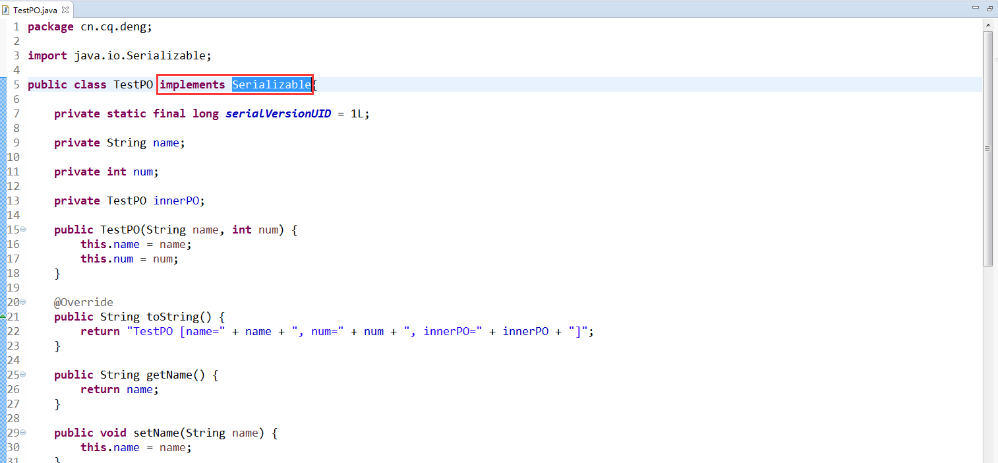 TestPO.java
1 package cn.cq.deng;
2
3 import java.io.Serializable;
4
5 public class TestPO implements Serializable{
6
7     private static final long serialVersionUID = 1L;
8
9     private String name;
10
11     private int num;
12
13     private TestPO innerPO;
14
15     public TestPO(String name, int num) {
16         this.name = name;
17         this.num = num;
18     }
19
20     @Override
21     public String toString() {
22         return "TestPO [name=" + name + ", num=" + num + ", innerPO=" + innerPO + "]";
23     }
24
25     public String getName() {
26         return name;
27     }
28
29     public void setName(String name) {
30         this.name = name;
31     }